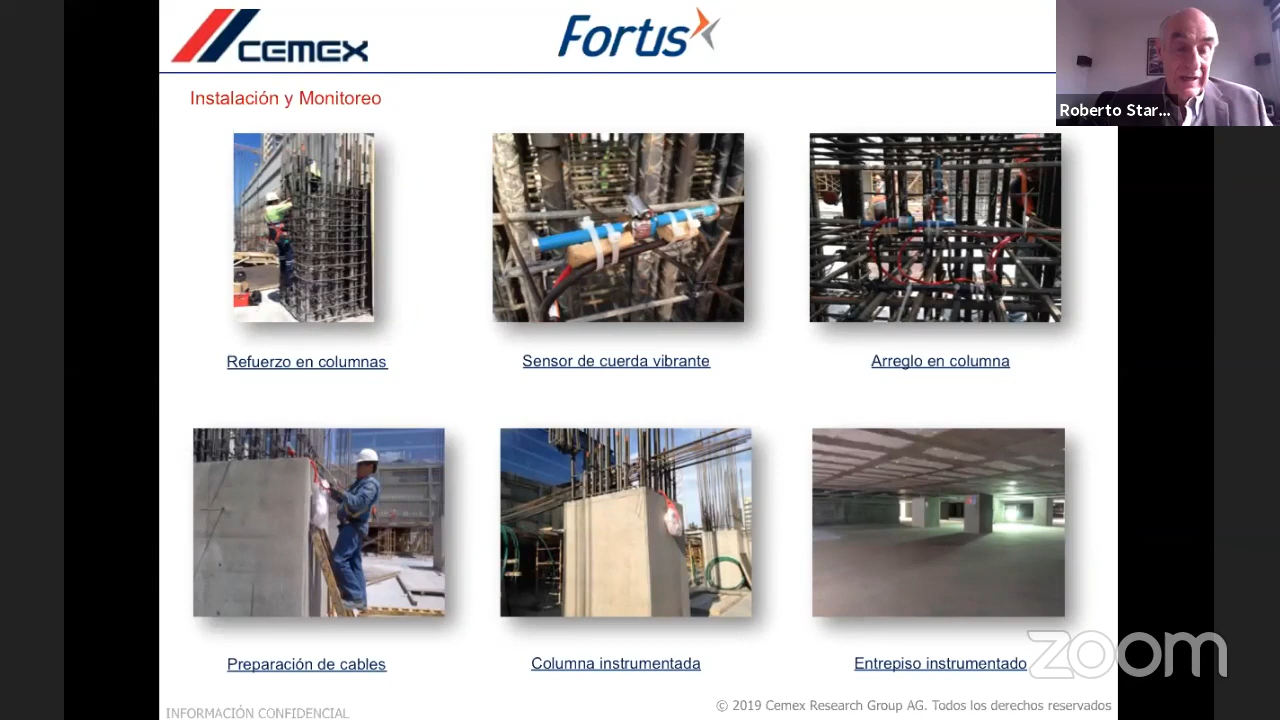 CEMEX
Fortus
Roberto Star...
Instalación y Monitoreo
Refuerzo en columnas
Sensor de cuerda vibrante
Arreglo en columna
Preparación de cables
Columna instrumentada
Entrepiso instrumentado
zoom
INFORMACIÓN CONFIDENCIAL
© 2019 Cemex Research Group AG. Todos los derechos reservados